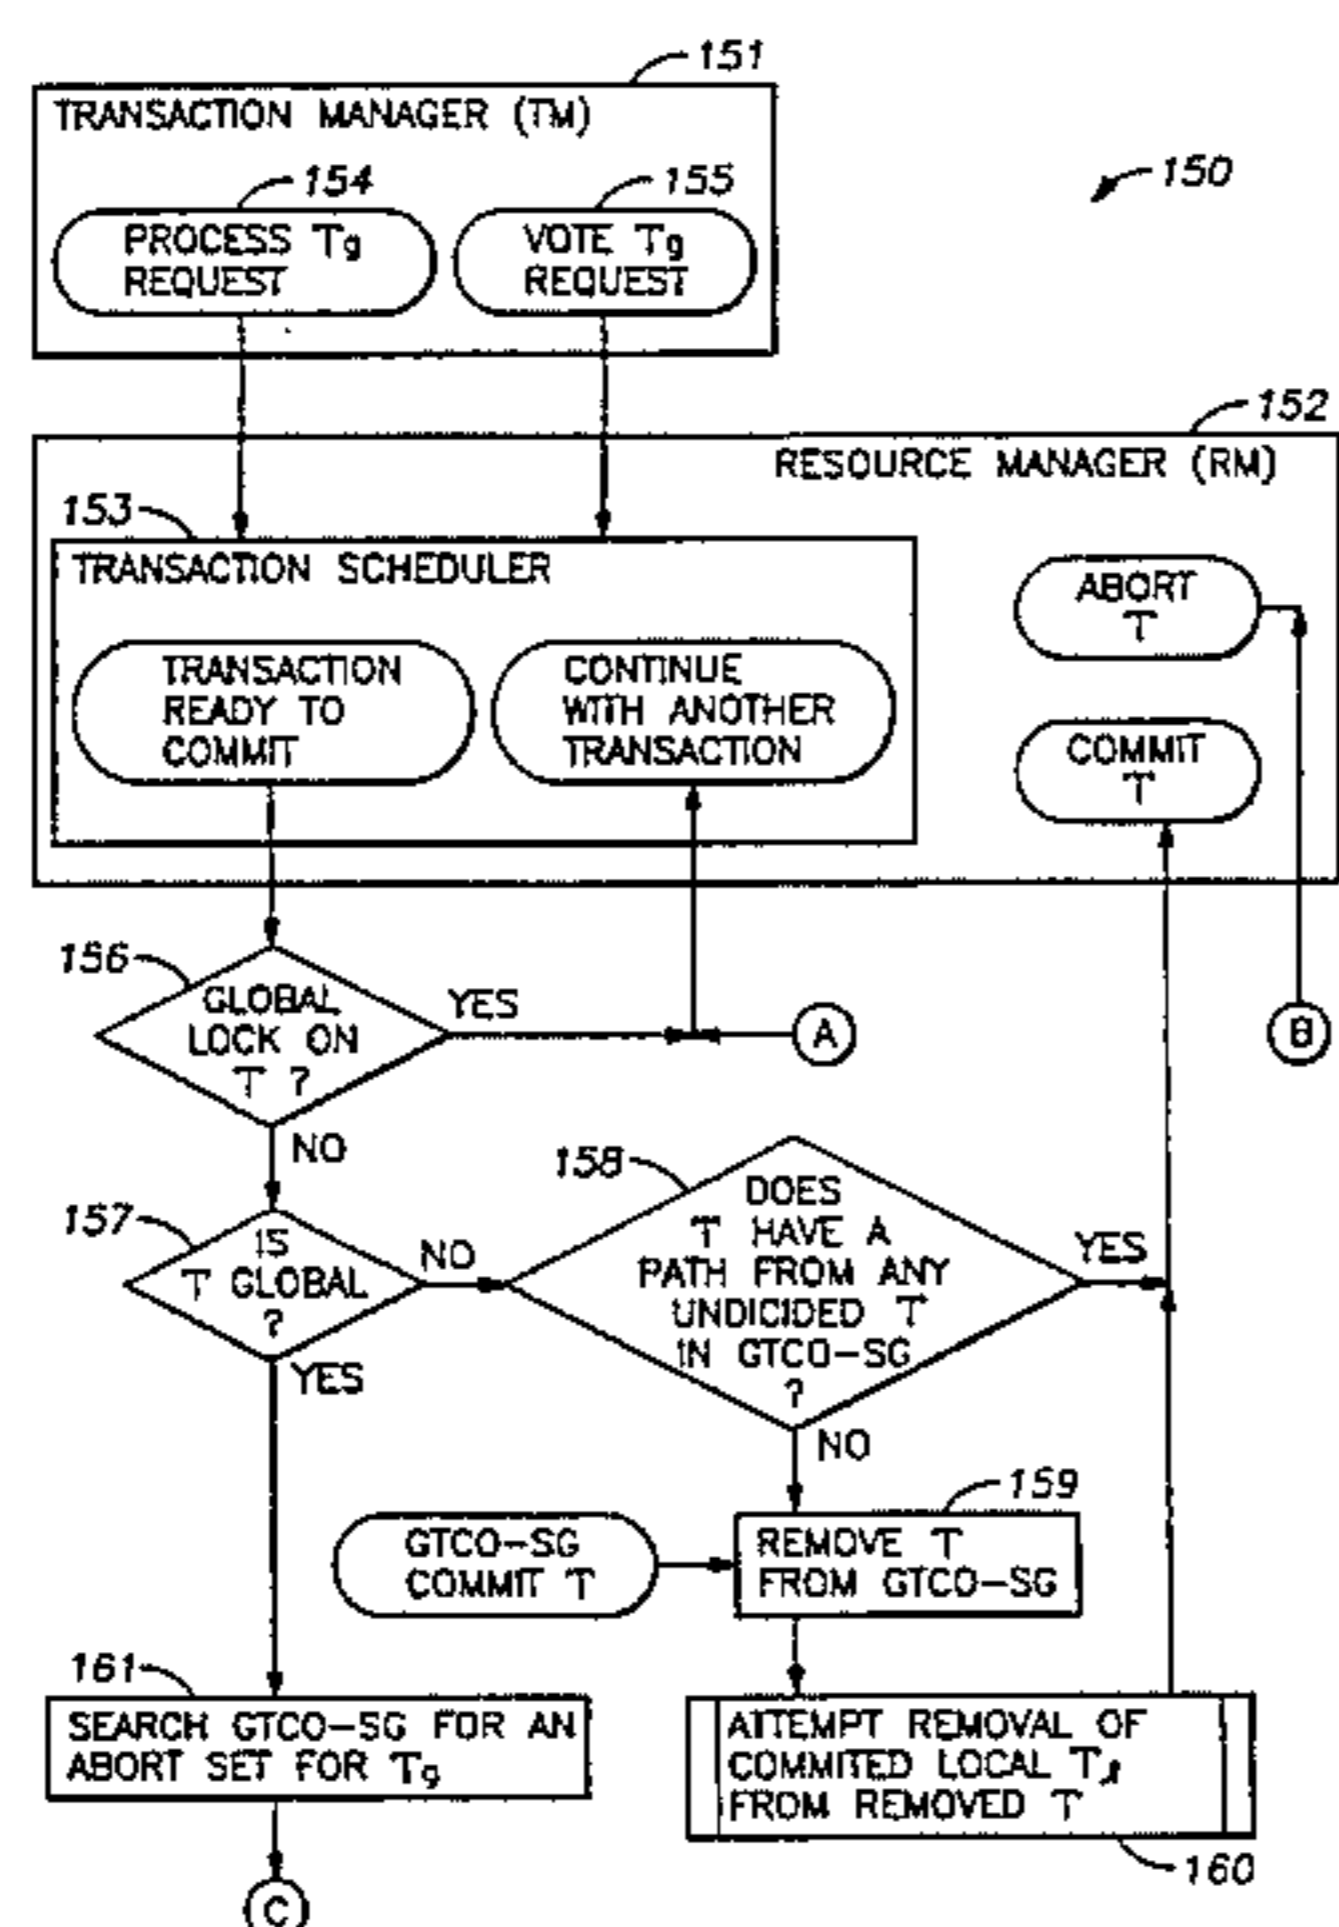 151
TRANSACTION MANAGER (TM)
154
155
150
PROCESS Tg
REQUEST
VOTE Tg
REQUEST
152
RESOURCE MANAGER (RM)
153
TRANSACTION SCHEDULER
ABORT
T
TRANSACTION
READY TO
COMMIT
CONTINUE
WITH ANOTHER
TRANSACTION
COMMIT
T
156
GLOBAL
LOCK ON
T ?
YES
A
B
NO
158
DOES
T HAVE A
PATH FROM ANY
UNDICIDED T
IN GTCO-SG
?
YES
157
IS
T GLOBAL
?
NO
YES
NO
159
GTCO-SG
COMMIT T
REMOVE T
FROM GTCO-SG
161
SEARCH GTCO-SG FOR AN
ABORT SET FOR Tg
ATTEMPT REMOVAL OF
COMMITED LOCAL Tℓ
FROM REMOVED T
160
C